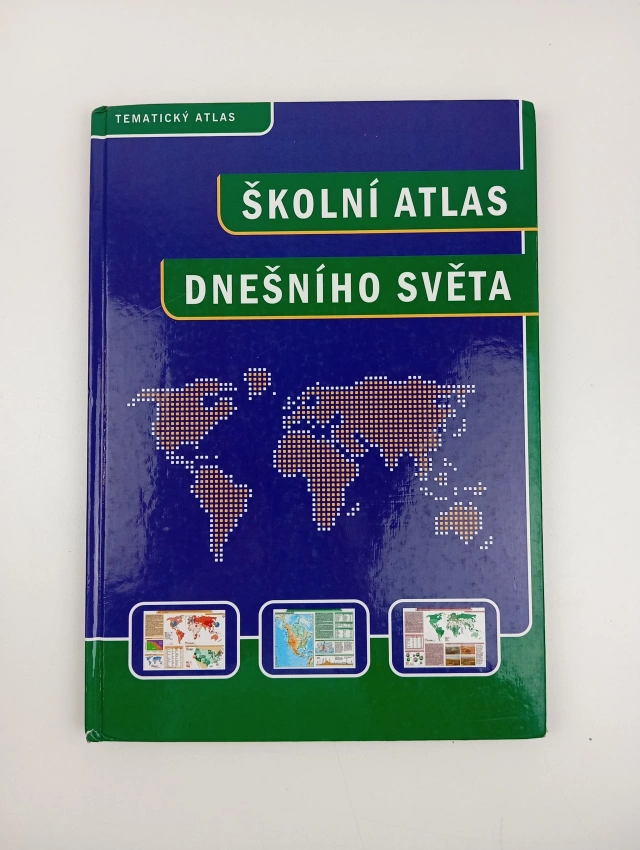 TEMATICKÝ ATLAS
ŠKOLNÍ ATLAS
DNEŠNÍHO SVĚTA